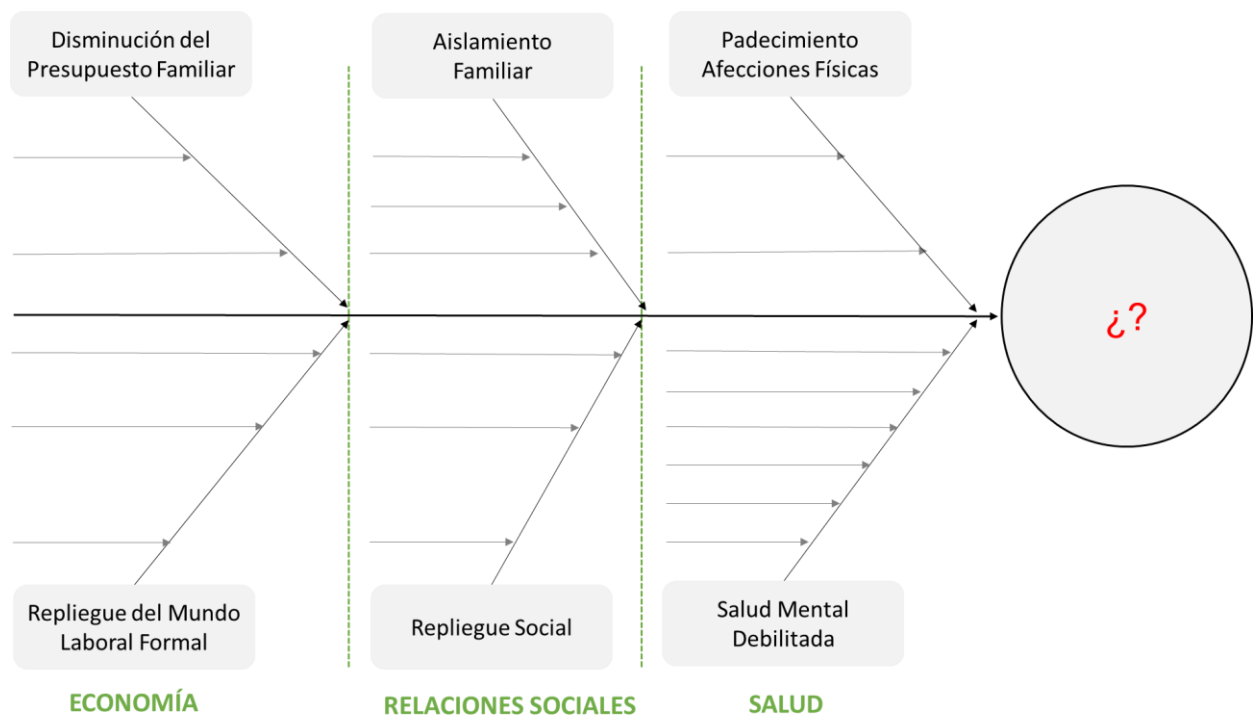 Disminución del
Presupuesto Familiar
Aislamiento
Familiar
Padecimiento
Afecciones Físicas
¿?
Repliegue del Mundo
Laboral Formal
Repliegue Social
Salud Mental
Debilitada
ECONOMÍA
RELACIONES SOCIALES
SALUD